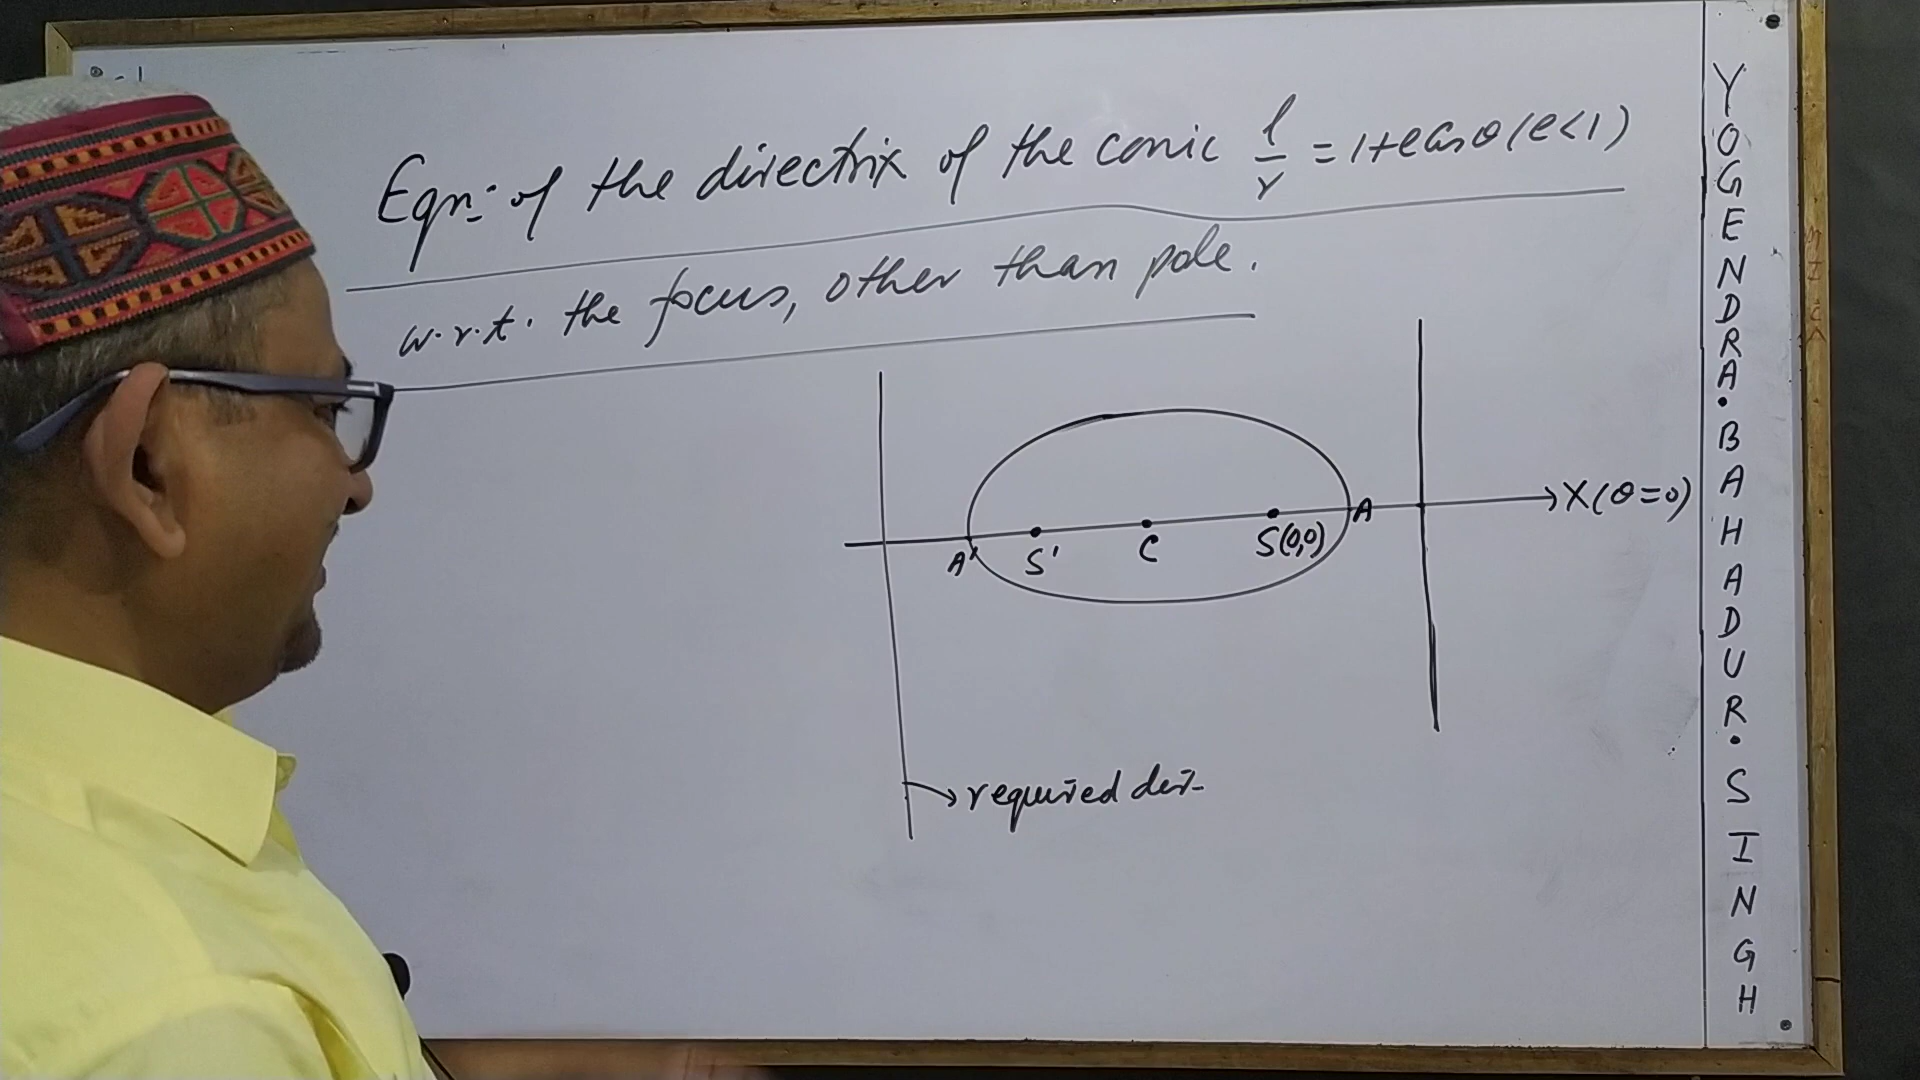 Eqn: of the directrix of the conic l/r = 1+ecosθ(e<1)
w.r.t. the focus, other than pole.
X(θ=0)
A' S' C S(0,0) A
required dir-
YOGENDRA.BAHADUR.SINGH